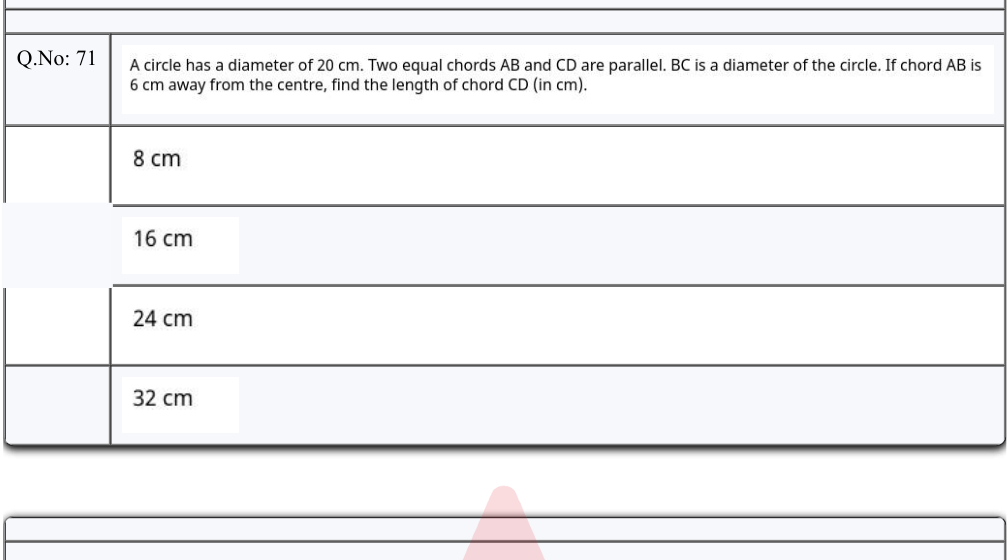 Q.No: 71
A circle has a diameter of 20 cm. Two equal chords AB and CD are parallel. BC is a diameter of the circle. If chord AB is
6 cm away from the centre, find the length of chord CD (in cm).
8 cm
16 cm
24 cm
32 cm